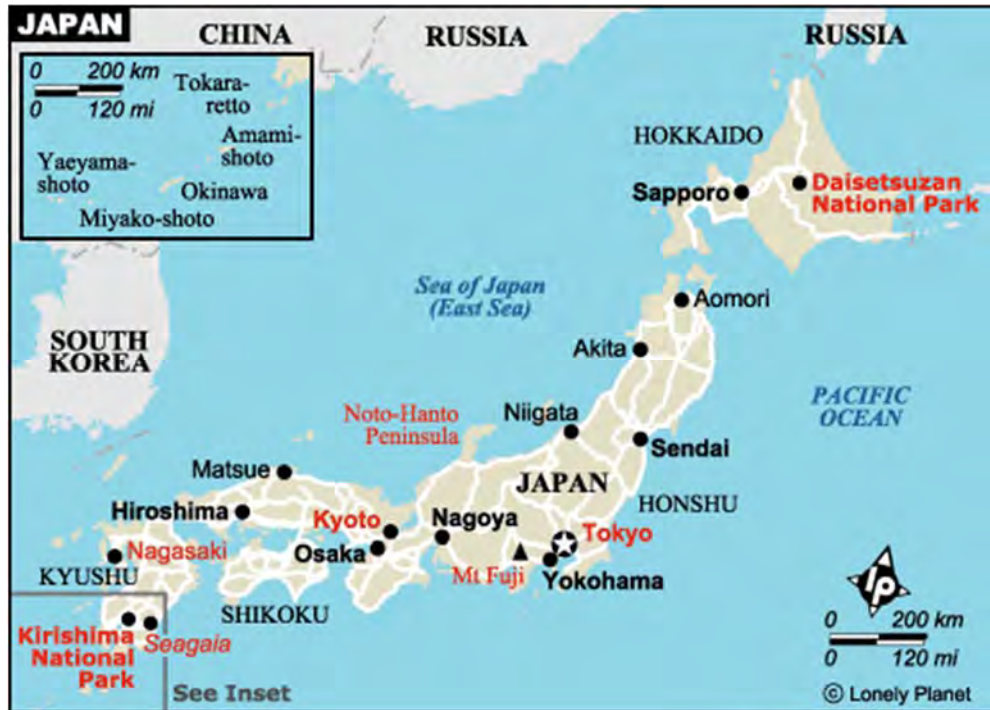 JAPAN
CHINA
RUSSIA
RUSSIA
0 200 km
0 120 mi
Tokara-
retto
Amami-
shoto
Yaeyama-
shoto
Okinawa
Miyako-shoto
HOKKAIDO
Sapporo
Daisetsuzan
National Park
Sea of Japan
(East Sea)
Aomori
SOUTH
KOREA
Akita
PACIFIC
OCEAN
Noto-Hanto
Peninsula
Niigata
Sendai
Matsue
JAPAN
HONSHU
Hiroshima
Kyoto
Nagoya
Tokyo
Nagasaki
Osaka
KYUSHU
Mt Fuji
Yokohama
SHIKOKU
lp
Kirishima
National
Park
Seagaia
0 200 km
0 120 mi
See Inset
© Lonely Planet